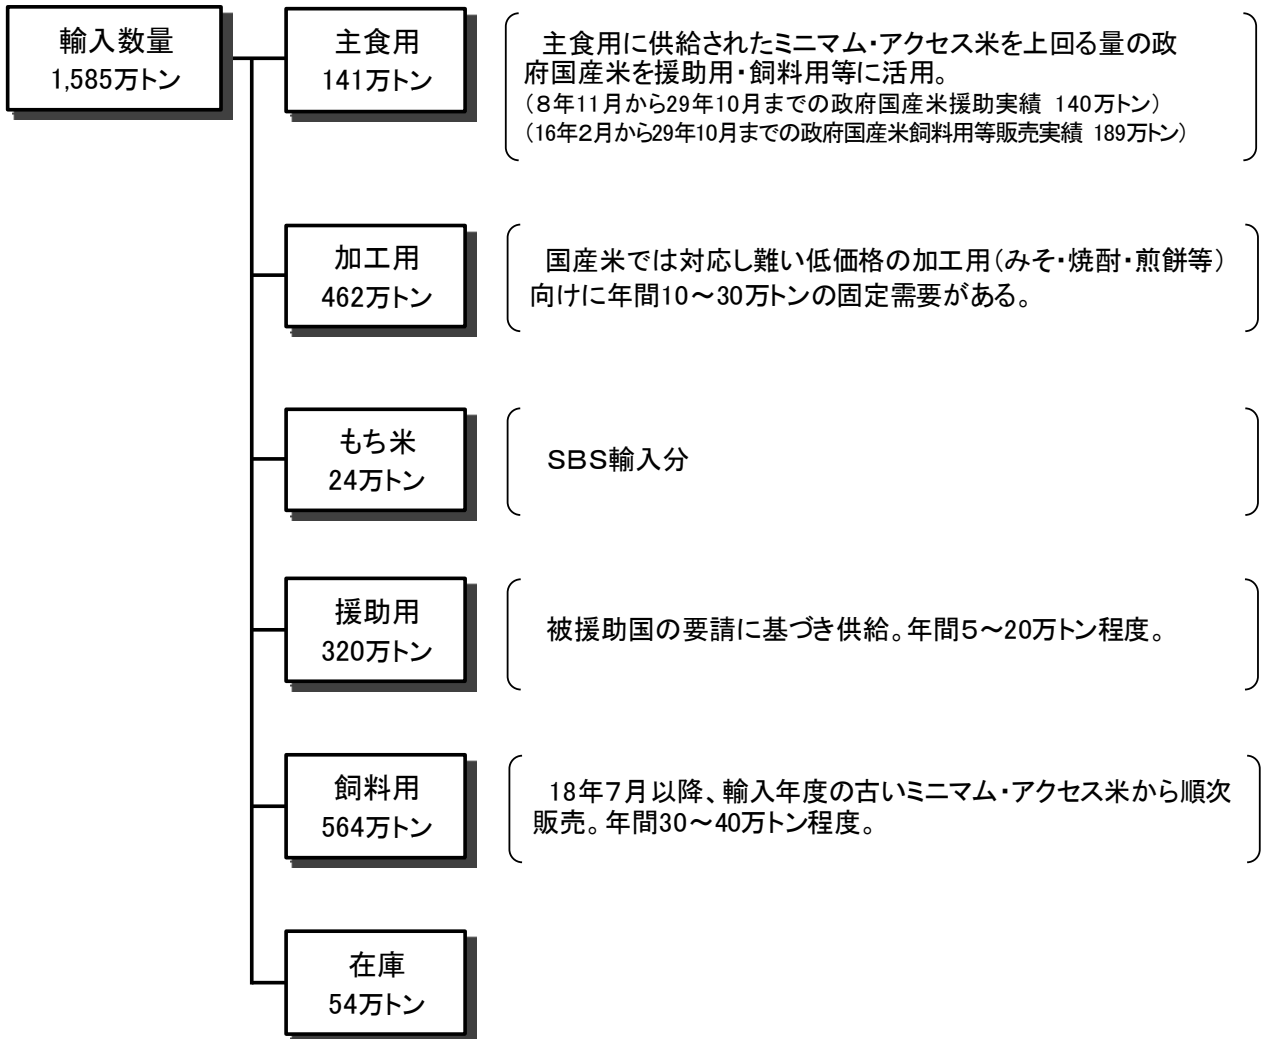 輸入数量
1,585万トン
主食用
141万トン
主食用に供給されたミニマム・アクセス米を上回る量の政
府国産米を援助用・飼料用等に活用。
（８年11月から29年10月までの政府国産米援助実績 140万トン）
（16年２月から29年10月までの政府国産米飼料用等販売実績 189万トン）
加工用
462万トン
国産米では対応し難い低価格の加工用（みそ・焼酎・煎餅等）
向けに年間10～30万トンの固定需要がある。
もち米
24万トン
ＳＢＳ輸入分
援助用
320万トン
被援助国の要請に基づき供給。年間５～20万トン程度。
飼料用
564万トン
18年７月以降、輸入年度の古いミニマム・アクセス米から順次
販売。年間30～40万トン程度。
在庫
54万トン